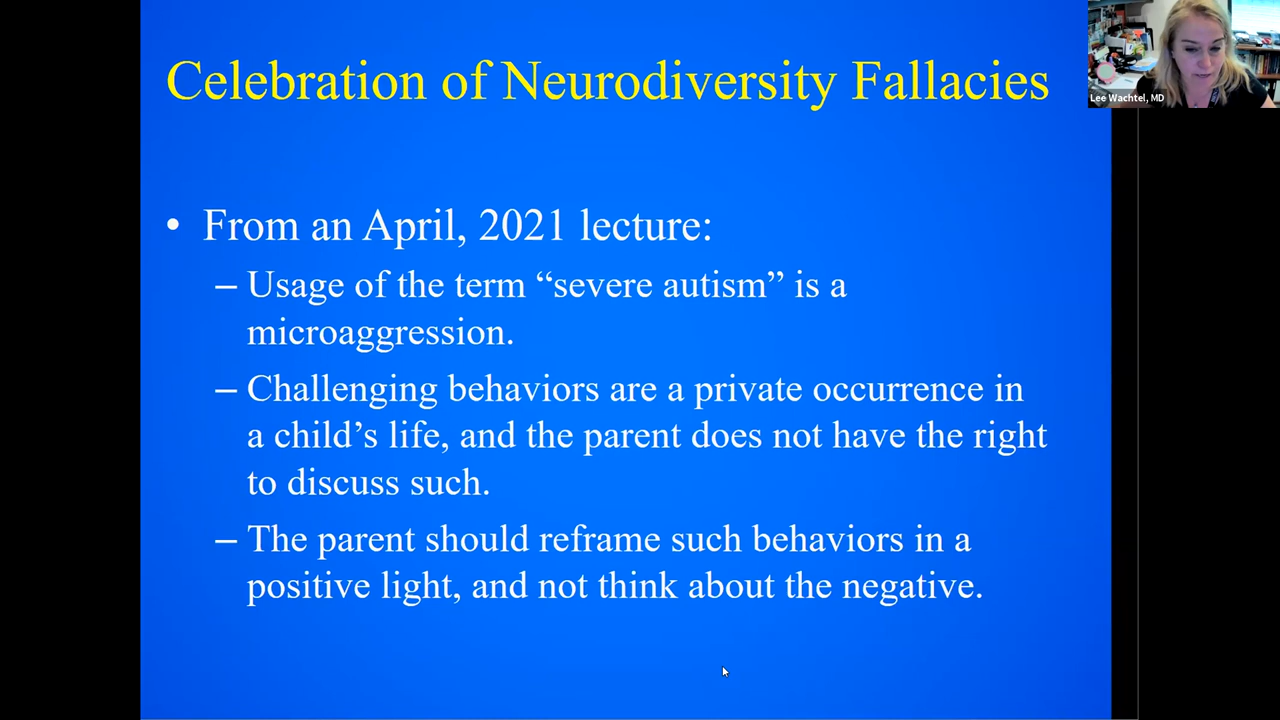 Celebration of Neurodiversity Fallacies
Lee Wachtel, MD
• From an April, 2021 lecture:
– Usage of the term “severe autism” is a
microaggression.
– Challenging behaviors are a private occurrence in
a child’s life, and the parent does not have the right
to discuss such.
– The parent should reframe such behaviors in a
positive light, and not think about the negative.